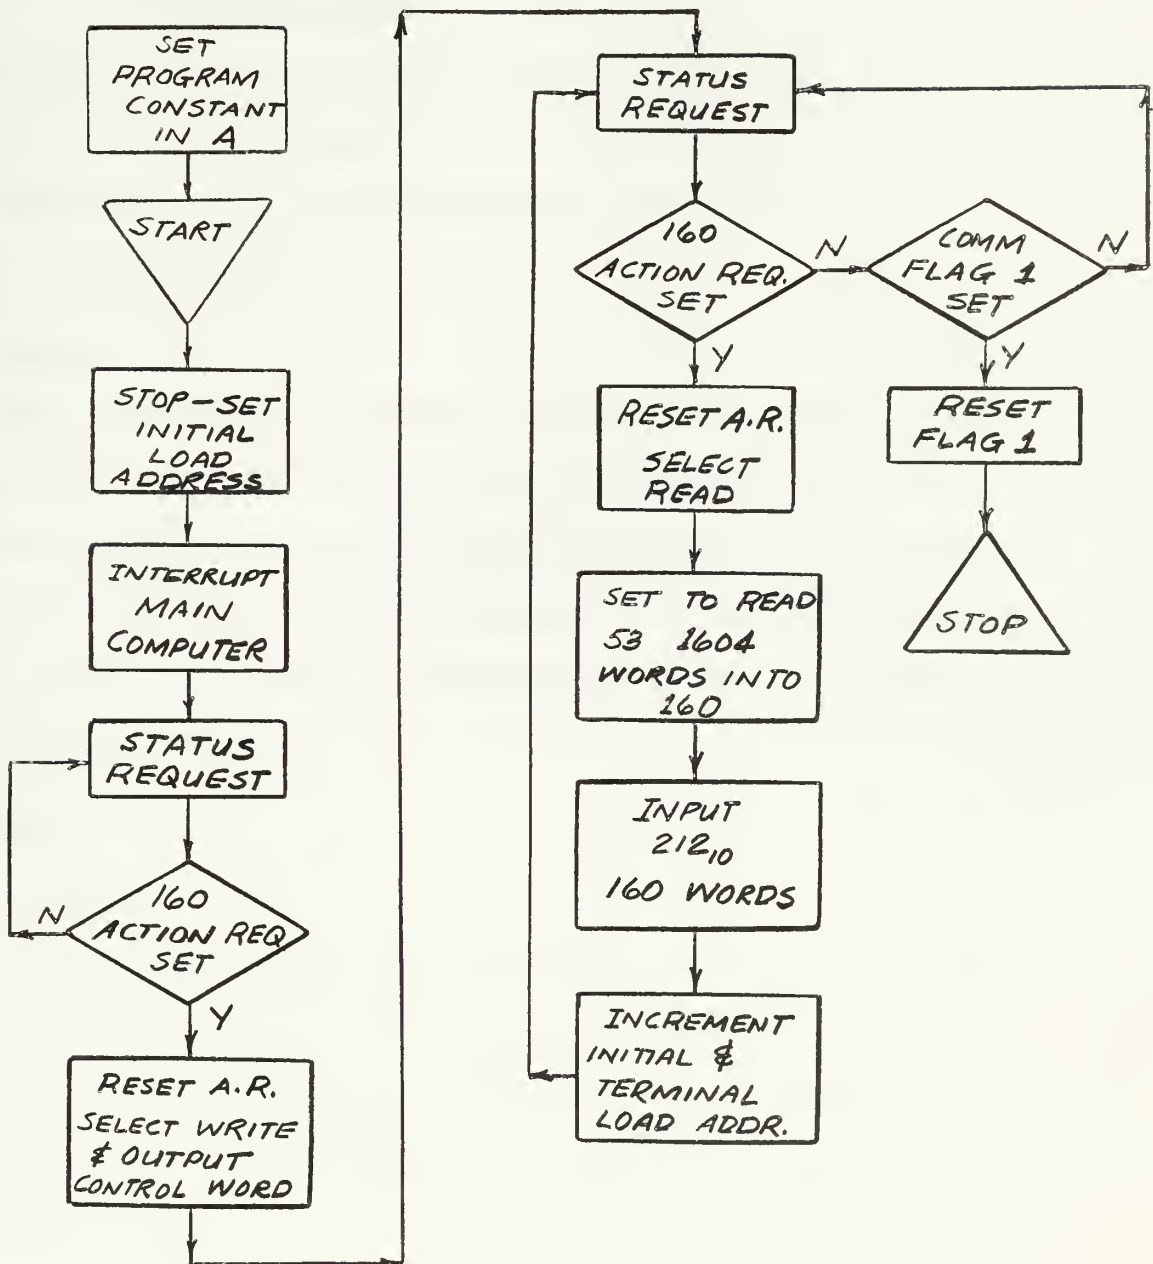 SET
PROGRAM
CONSTANT
IN A
START
STOP-SET
INITIAL
LOAD
ADDRESS
INTERRUPT
MAIN
COMPUTER
STATUS
REQUEST
160
ACTION REQ
SET
N
Y
RESET A.R.
SELECT WRITE
& OUTPUT
CONTROL WORD
STATUS
REQUEST
160
ACTION REQ.
SET
N
Y
COMM
FLAG 1
SET
N
Y
RESET A.R.
SELECT
READ
RESET
FLAG 1
STOP
SET TO READ
53 1604
WORDS INTO
160
INPUT
212₁₀
160 WORDS
INCREMENT
INITIAL &
TERMINAL
LOAD ADDR.